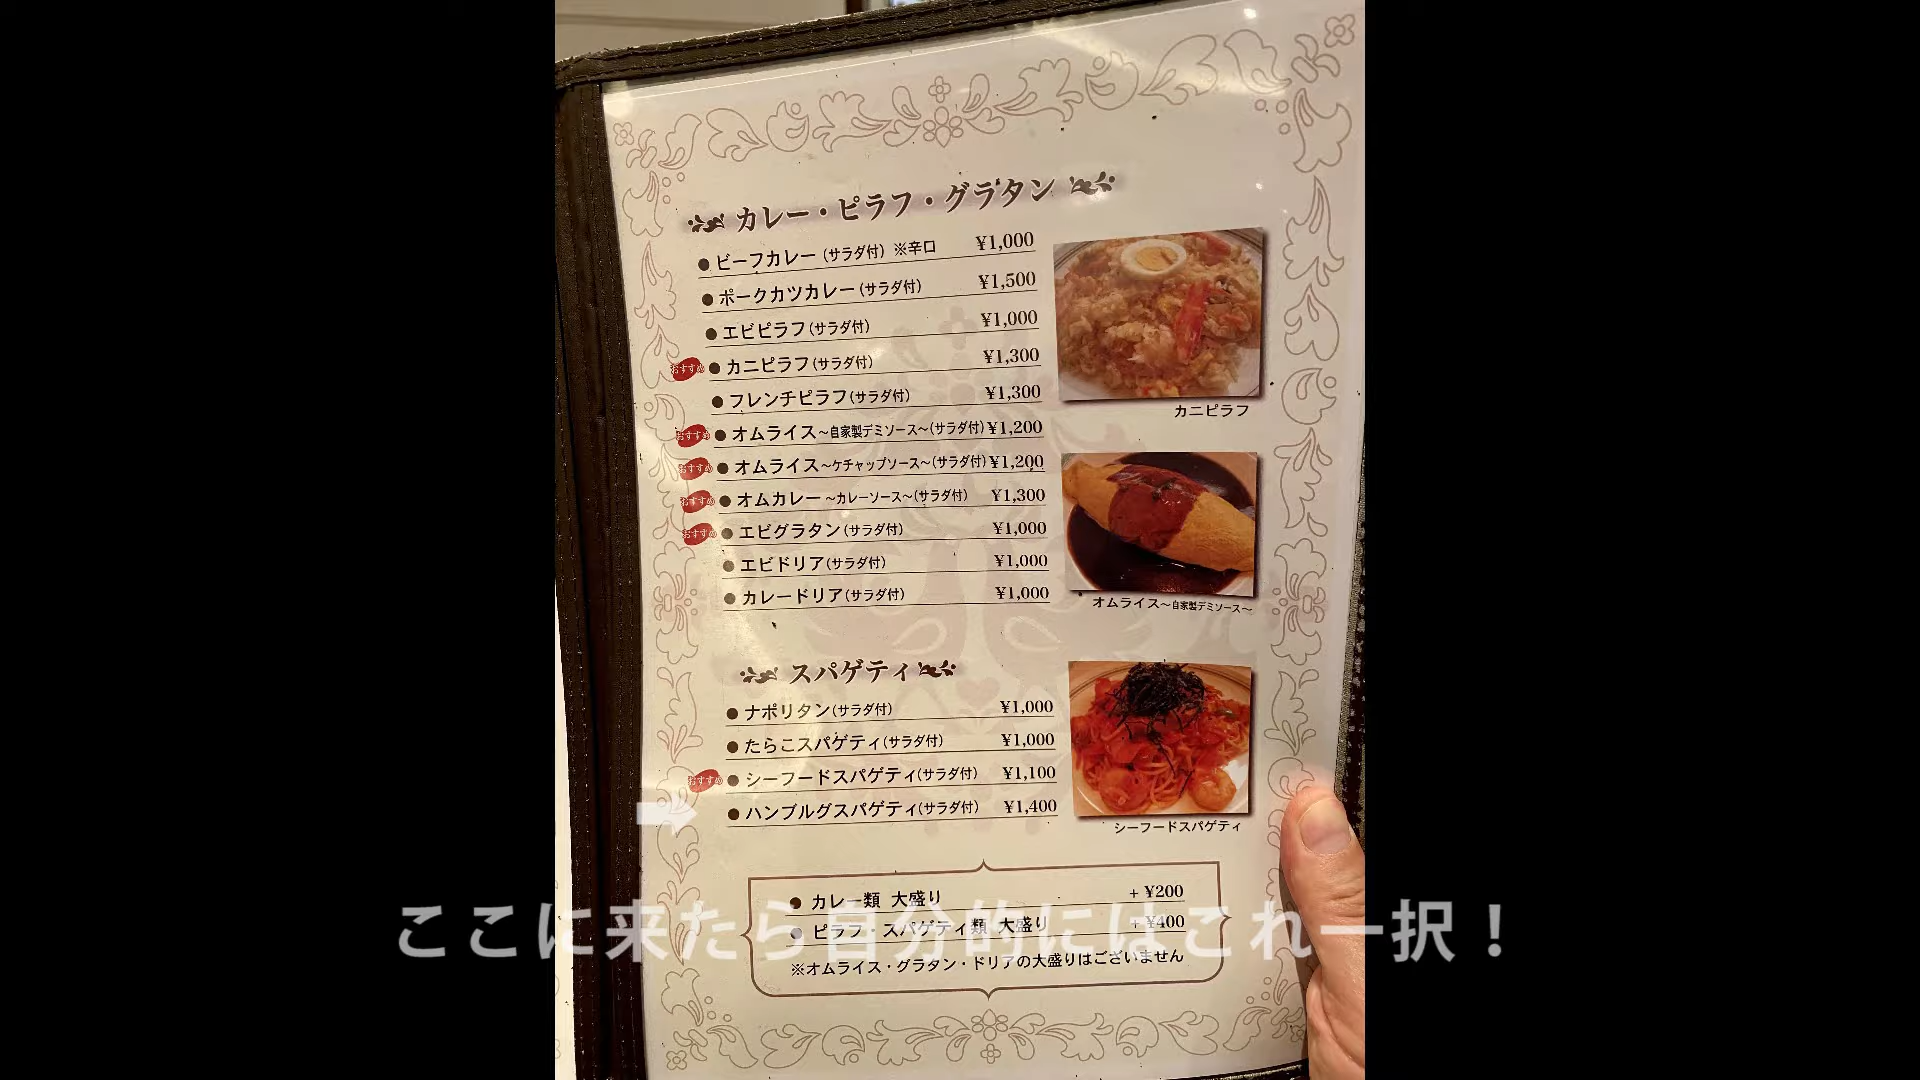 カレー・ピラフ・グラタン
●ビーフカレー(サラダ付) ※辛口 ¥1,000
●ポークカツカレー(サラダ付) ¥1,500
●エビピラフ(サラダ付) ¥1,000
おすすめ ●カニピラフ(サラダ付) ¥1,300
●フレンチピラフ(サラダ付) ¥1,300
おすすめ ●オムライス～自家製デミソース～(サラダ付) ¥1,200
おすすめ ●オムライス～ケチャップソース～(サラダ付) ¥1,200
おすすめ ●オムカレー～カレーソース～(サラダ付) ¥1,300
おすすめ ●エビグラタン(サラダ付) ¥1,000
●エビドリア(サラダ付) ¥1,000
●カレードリア(サラダ付) ¥1,000
カニピラフ
オムライス～自家製デミソース～
スパゲティ
●ナポリタン(サラダ付) ¥1,000
●たらこスパゲティ(サラダ付) ¥1,000
おすすめ ●シーフードスパゲティ(サラダ付) ¥1,100
●ハンブルグスパゲティ(サラダ付) ¥1,400
シーフードスパゲティ
●カレー類 大盛り +¥200
●ピラフ・スパゲティ類 大盛り +¥400
※オムライス・グラタン・ドリアの大盛りはございません
ここに来たら自分的にはこれ一択！